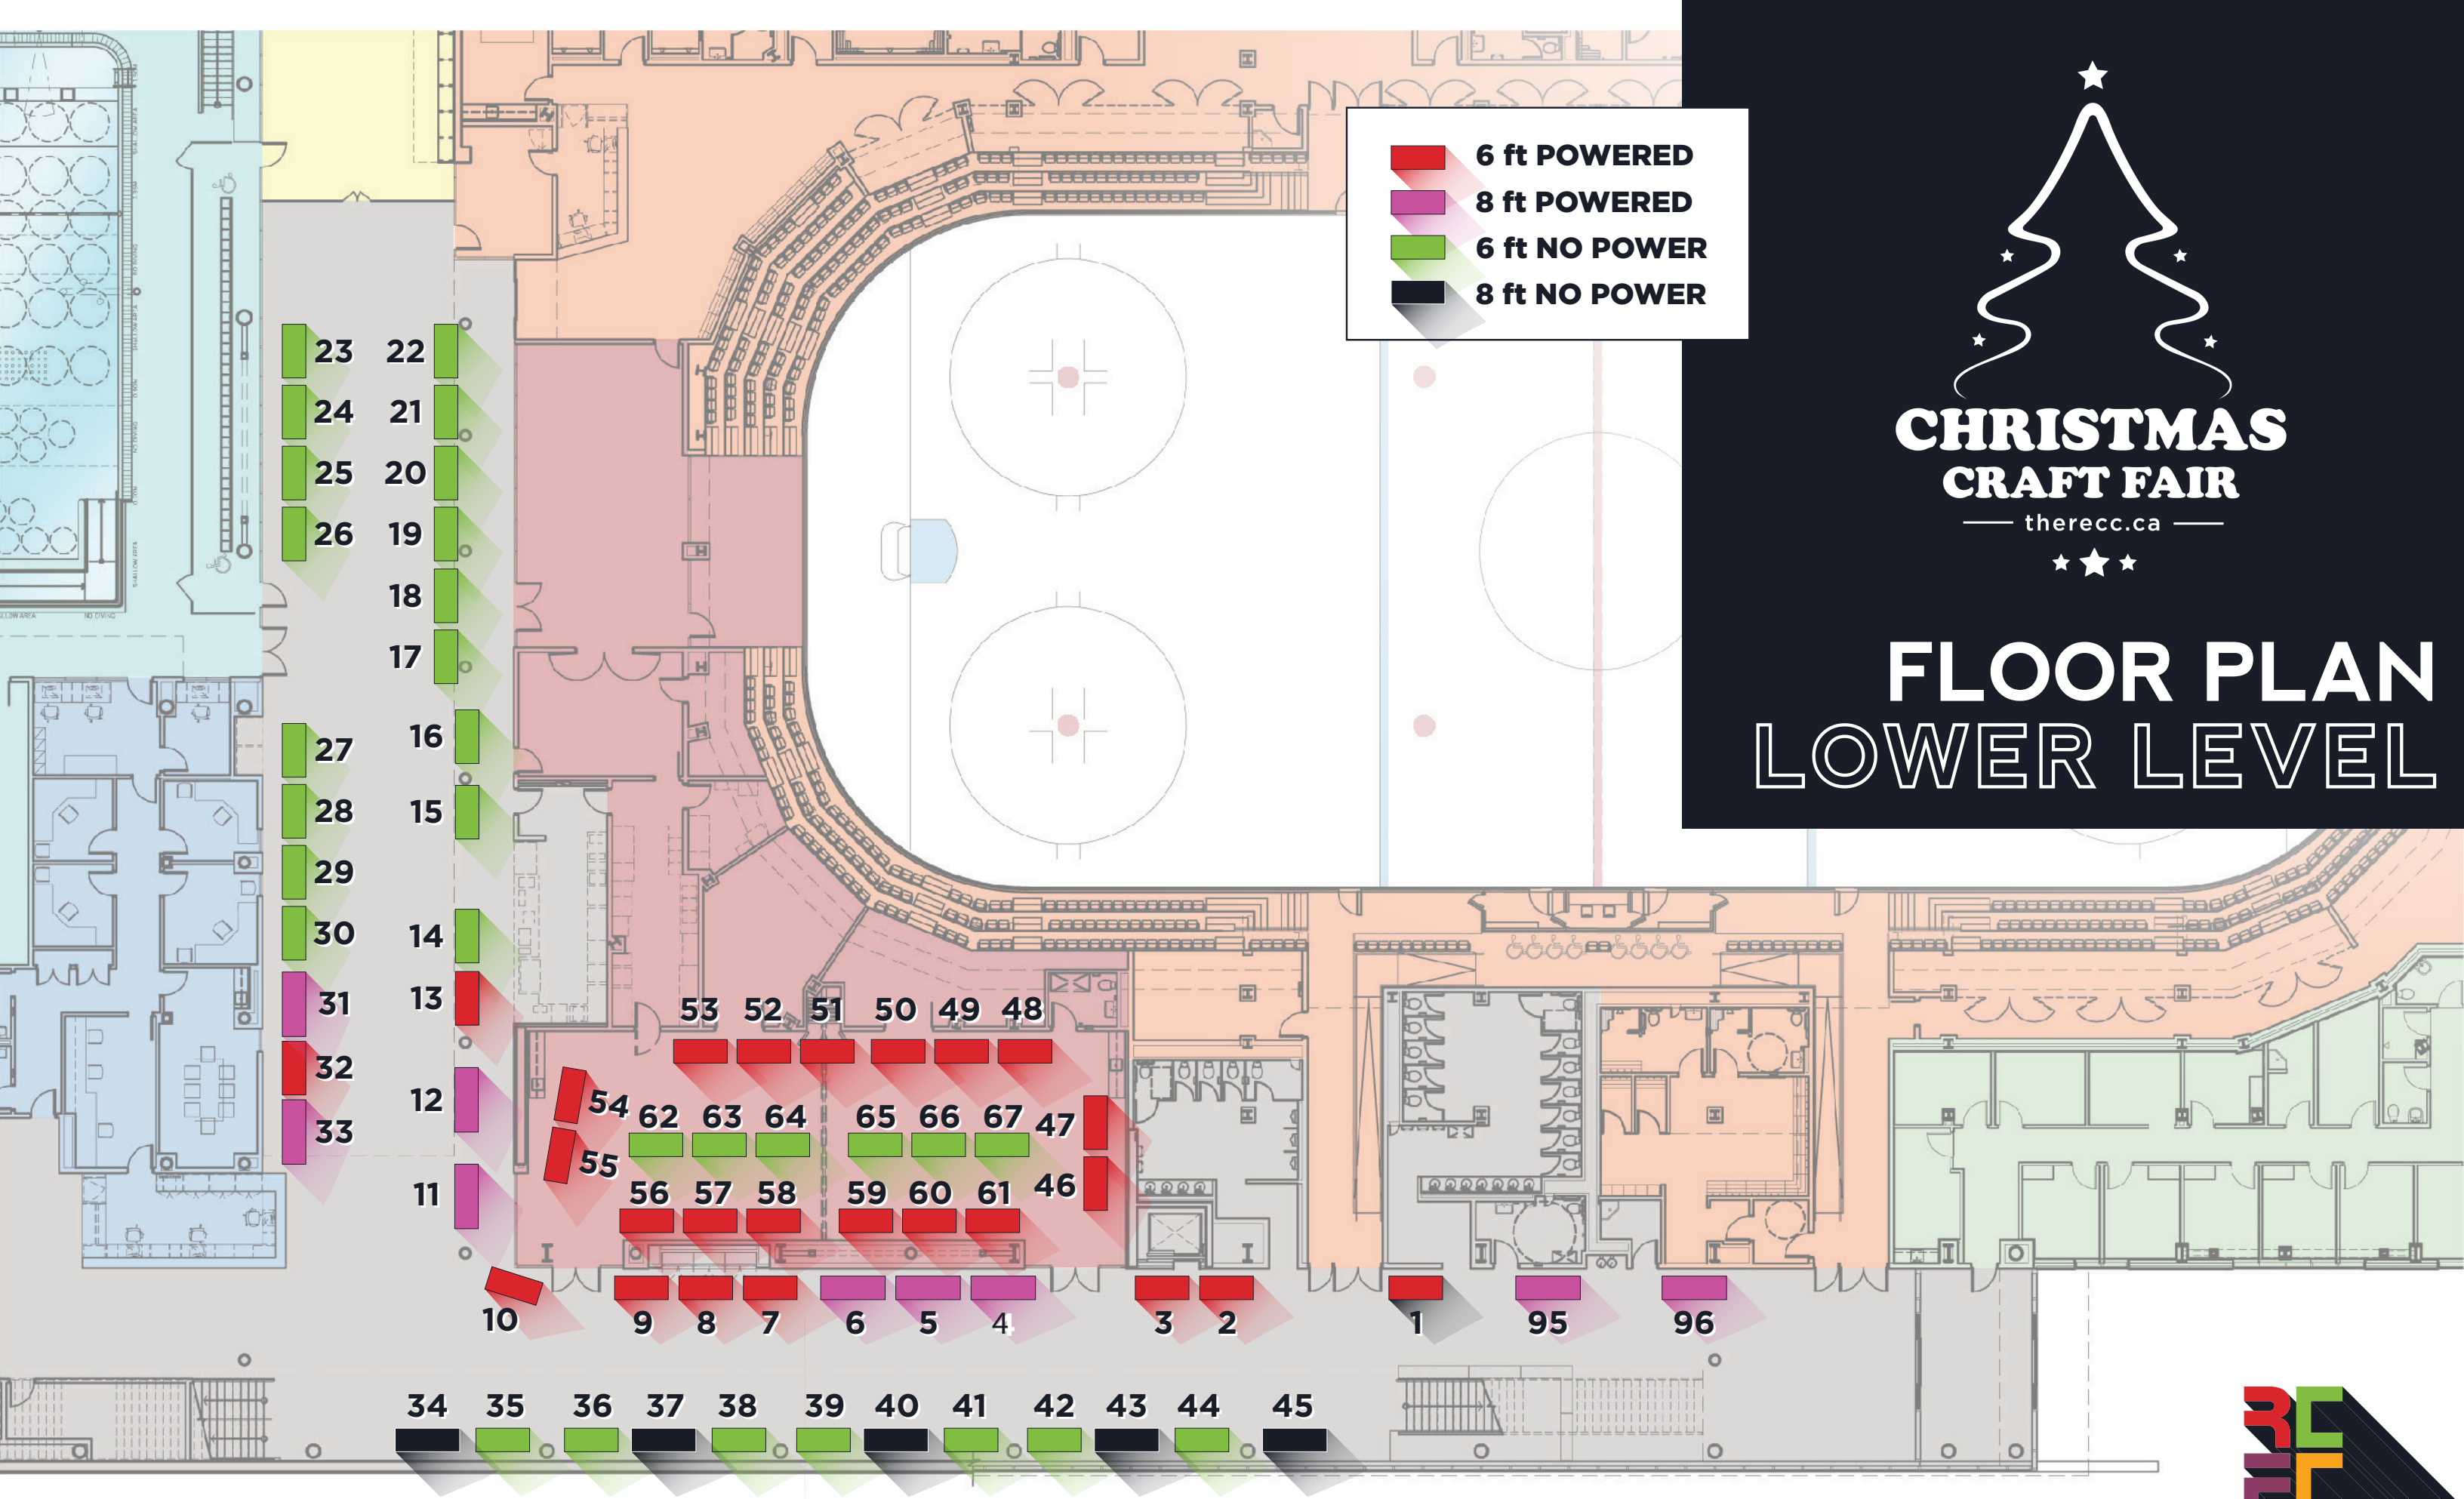 6 ft POWERED
8 ft POWERED
6 ft NO POWER
8 ft NO POWER
CHRISTMAS
CRAFT FAIR
therecc.ca
FLOOR PLAN
LOWER LEVEL
23 22
24 21
25 20
26 19
18
17
NO DIVING
27 16
28 15
29
30 14
31 13
32
33 12
11
53 52 51 50 49 48
54 62 63 64 65 66 67 47
55
56 57 58 59 60 61 46
10 9 8 7 6 5 4 3 2 1 95 96
34 35 36 37 38 39 40 41 42 43 44 45